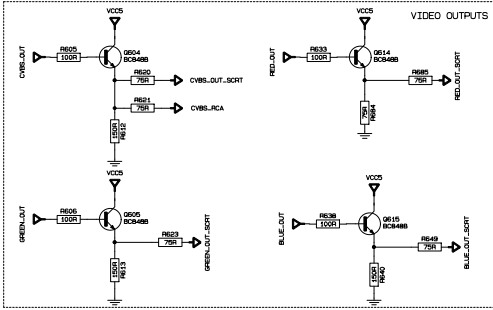 VIDEO OUTPUTS
VCC5
CVBS_OUT
R605
100R
Q604
BC848B
R620
75R
CVBS_OUT_SCRT
R621
75R
CVBS_RCA
150R
R612
VCC5
RED_OUT
R633
100R
Q614
BC848B
R685
75R
RED_OUT_SCRT
75R
R684
VCC5
GREEN_OUT
R606
100R
Q605
BC848B
R623
75R
GREEN_OUT_SCRT
150R
R613
VCC5
BLUE_OUT
R638
100R
Q615
BC848B
R649
75R
BLUE_OUT_SCRT
150R
R640